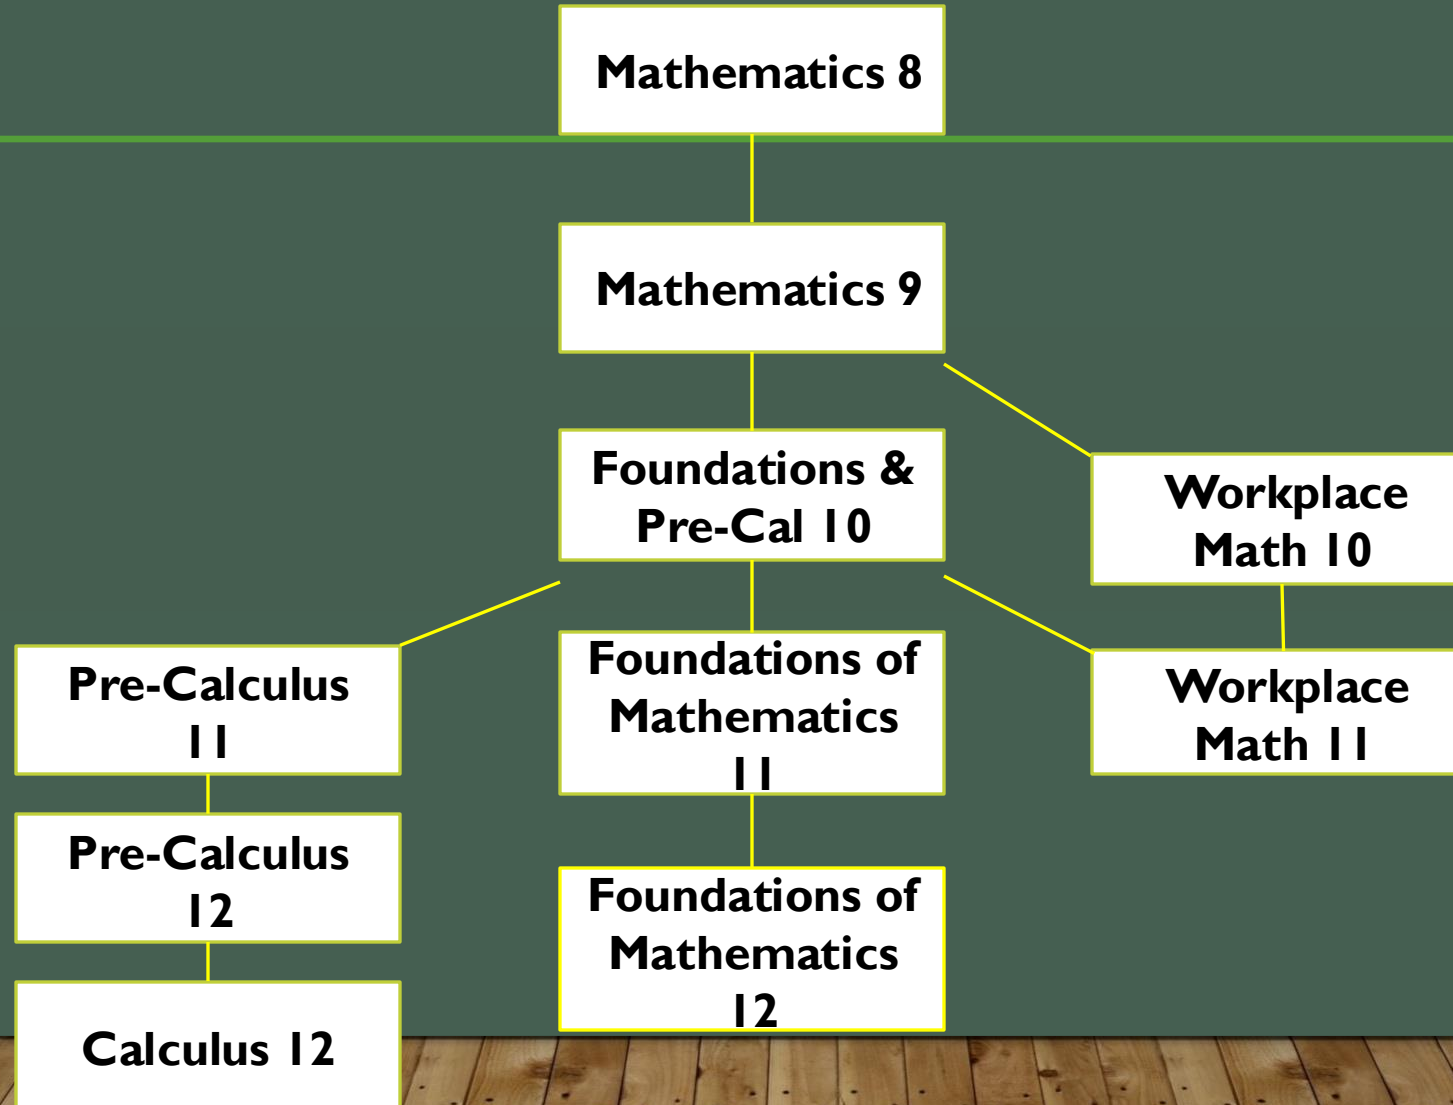 Mathematics 8
Mathematics 9
Foundations &
Pre-Cal 10
Workplace
Math 10
Pre-Calculus
11
Foundations of
Mathematics
11
Workplace
Math 11
Pre-Calculus
12
Foundations of
Mathematics
12
Calculus 12